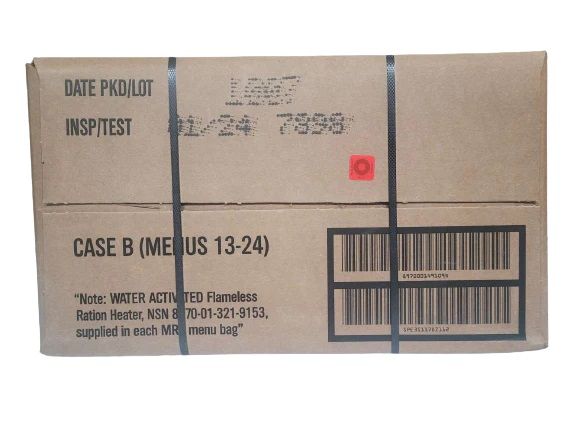 DATE PKD/LOT
INSP/TEST
CASE B (MENUS 13-24)
8970001491094
"Note: WATER ACTIVATED Flameless
Ration Heater, NSN 8970-01-321-9153,
supplied in each MRE menu bag"